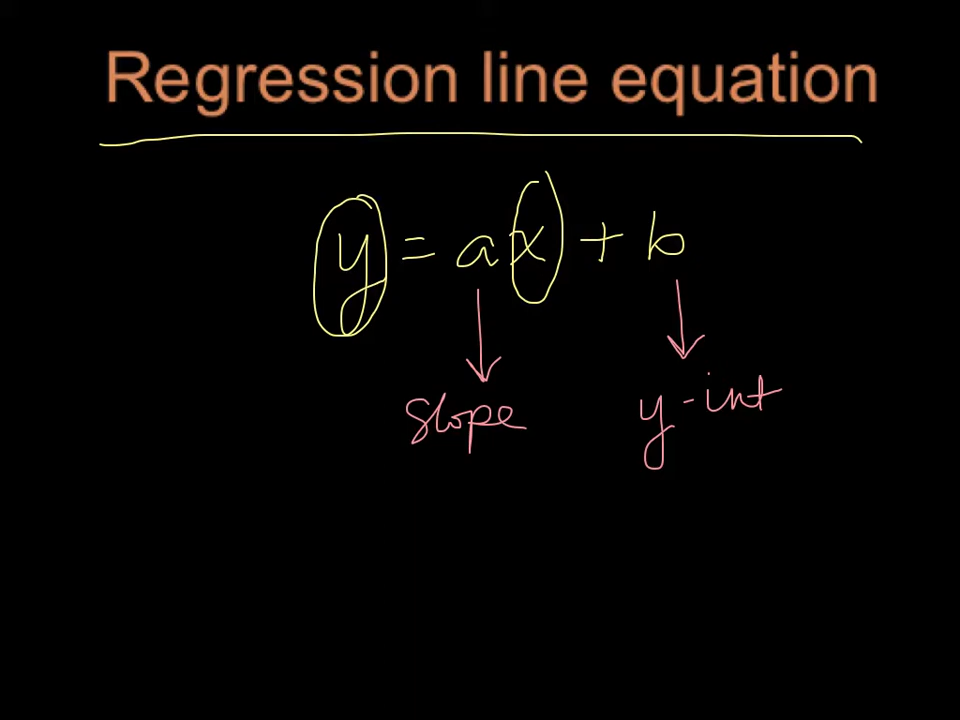 Regression line equation
y = ax + b
slope y-int